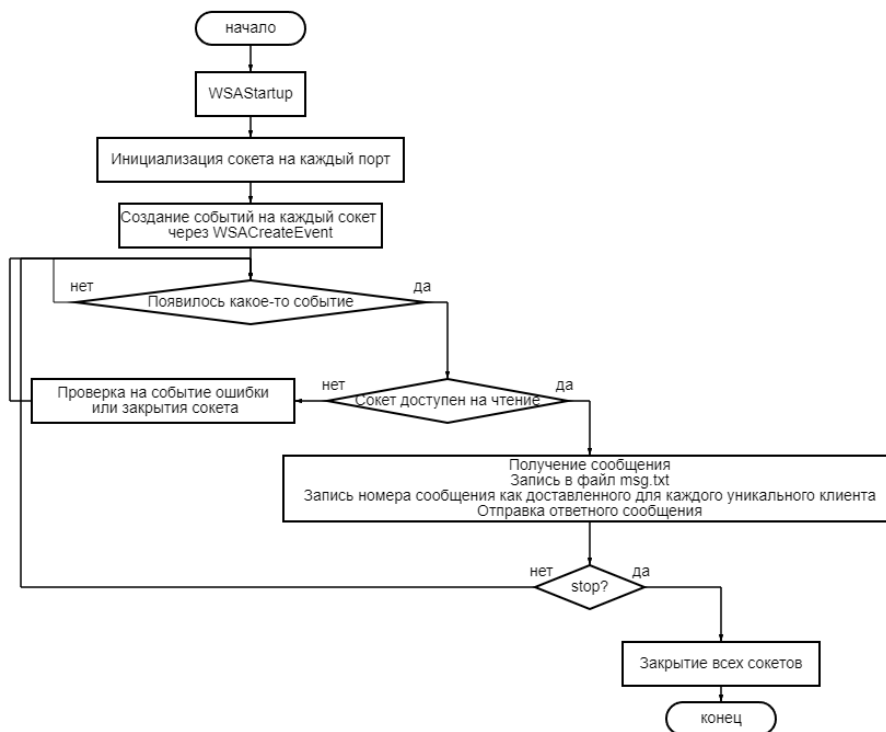 начало
WSAStartup
Инициализация сокета на каждый порт
Создание событий на каждый сокет
через WSACreateEvent
нет
Появилось какое-то событие
да
нет
Сокет доступен на чтение
да
Проверка на событие ошибки
или закрытия сокета
Получение сообщения
Запись в файл msg.txt
Запись номера сообщения как доставленного для каждого уникального клиента
Отправка ответного сообщения
нет
stop?
да
Закрытие всех сокетов
конец